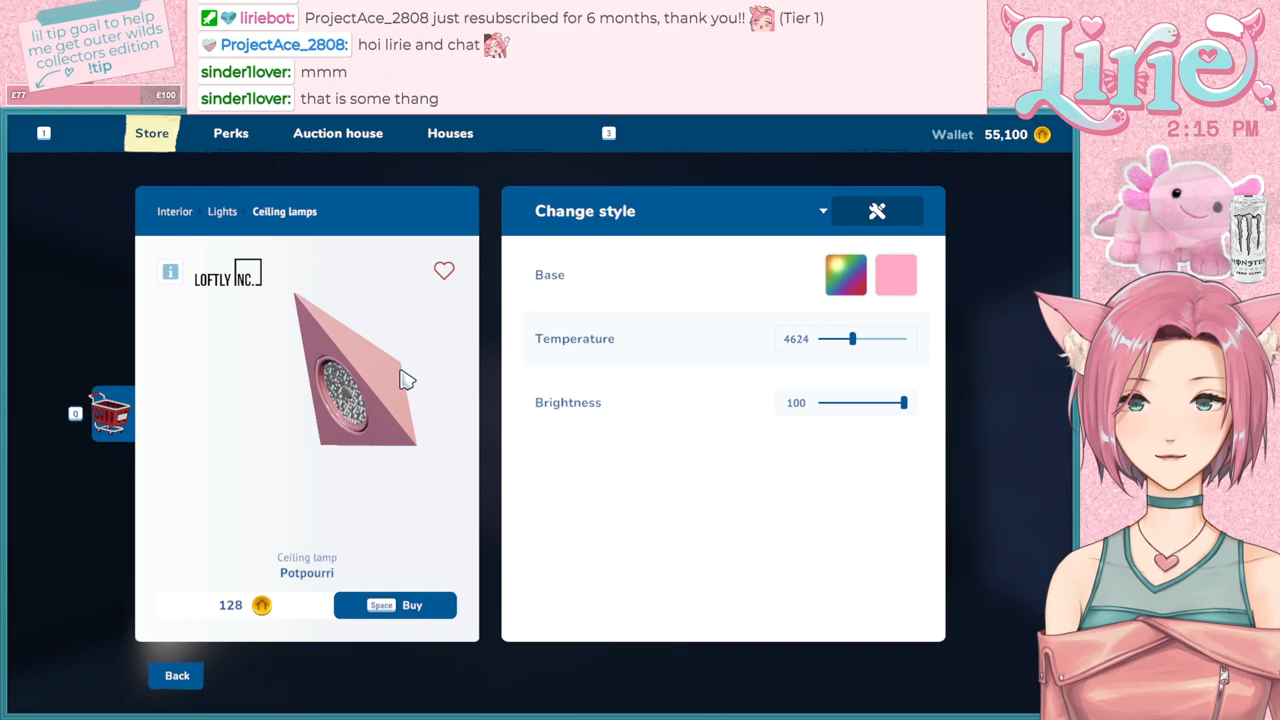 lil tip goal to help
me get outer wilds
collectors edition
!tip
£77
£100
liriebot: ProjectAce_2808 just resubscribed for 6 months, thank you!! (Tier 1)
ProjectAce_2808: hoi lirie and chat
sinder1lover: mmm
sinder1lover: that is some thang
Lirie
2:15 PM
1
Store
Perks
Auction house
Houses
3
Wallet 55,100
Interior Lights Ceiling lamps
Change style
LOFTLY INC.
Base
Temperature
4624
Brightness
100
Q
Ceiling lamp
Potpourri
128
Space Buy
Back